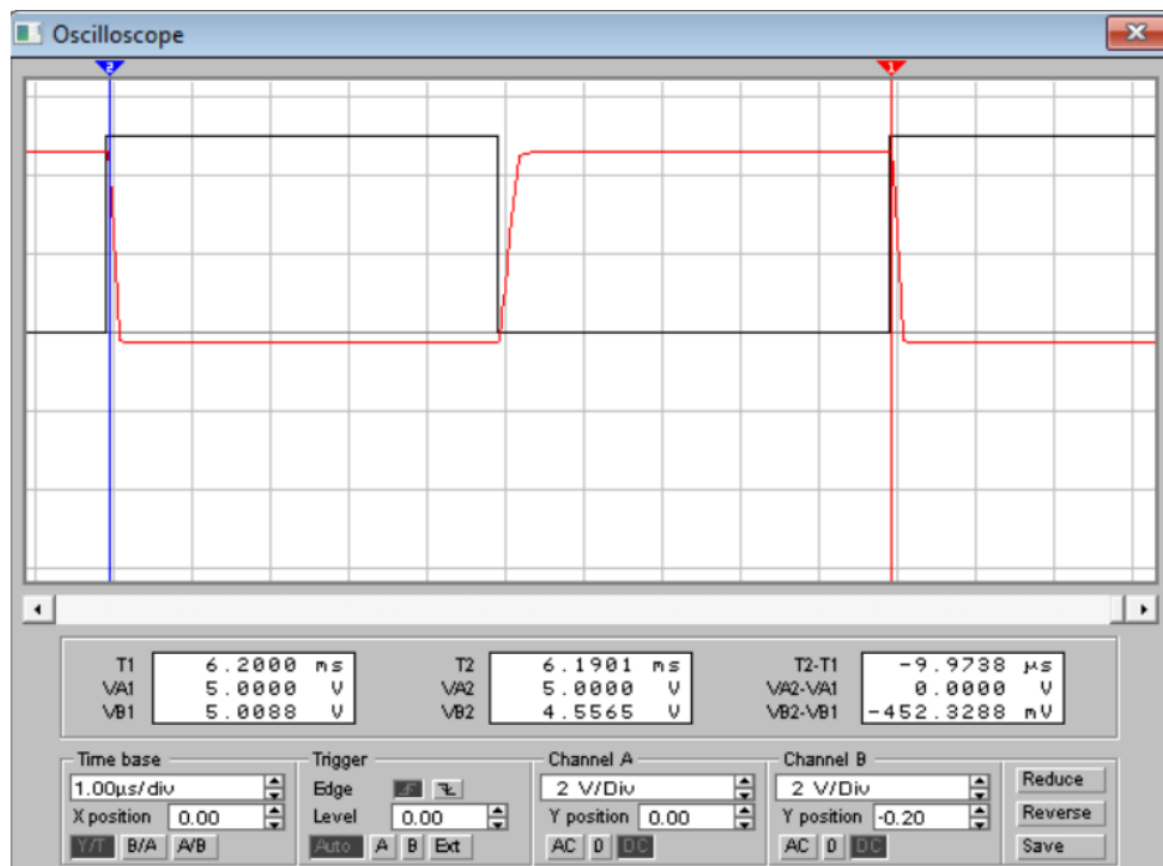 Oscilloscope
2 1
T1 6.2000 ms T2 6.1901 ms T2-T1 -9.9738 µs
VA1 5.0000 V VA2 5.0000 V VA2-VA1 0.0000 V
VB1 5.0088 V VB2 4.5565 V VB2-VB1 -452.3288 mV
Time base Trigger Channel A Channel B
1.00µs/div Edge 2 V/Div 2 V/Div Reduce
X position 0.00 Level 0.00 Y position 0.00 Y position -0.20 Reverse
Y/T B/A A/B Auto A B Ext AC 0 DC AC 0 DC Save